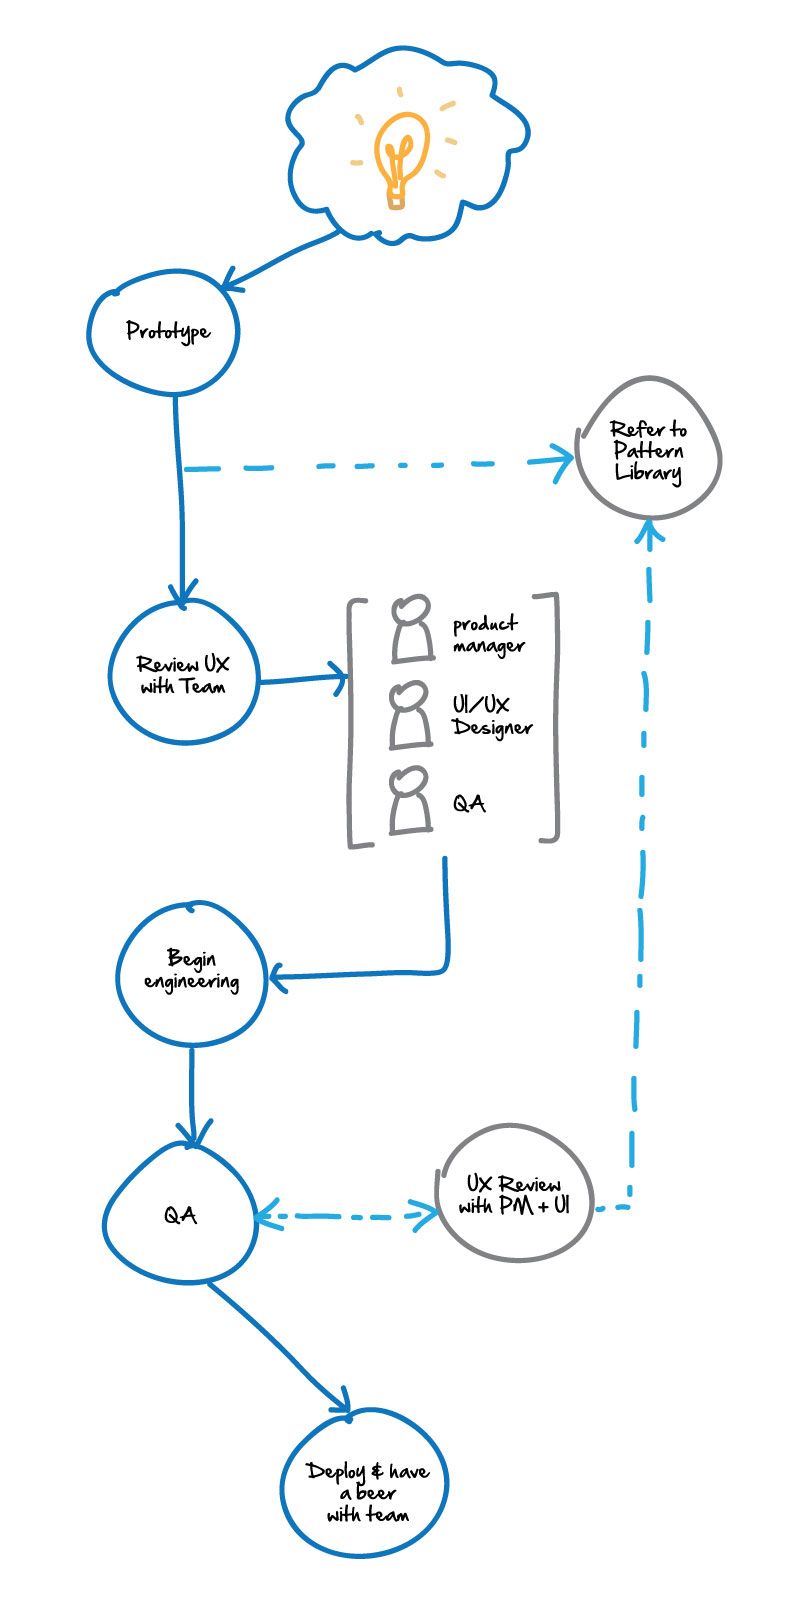 Prototype
Refer to
Pattern
Library
Review UX
with Team
product
manager
UI/UX
Designer
QA
Begin
engineering
QA
UX Review
with PM + UI
Deploy & have
a beer
with team